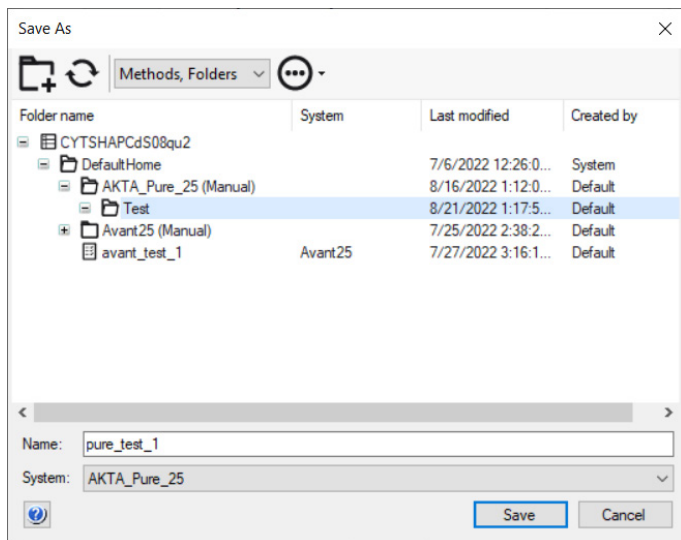 Save As
Methods, Folders
Folder name System Last modified Created by
CYTSHAPCdS08qu2
DefaultHome 7/6/2022 12:26:0... System
AKTA_Pure_25 (Manual) 8/16/2022 1:12:0... Default
Test 8/21/2022 1:17:5... Default
Avant25 (Manual) 7/25/2022 2:38:2... Default
avant_test_1 Avant25 7/27/2022 3:16:1... Default
Name: pure_test_1
System: AKTA_Pure_25
Save Cancel